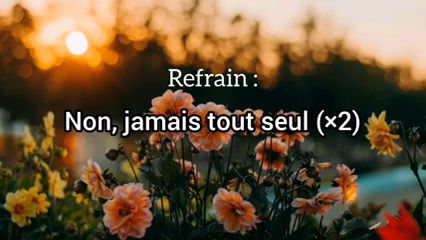 Refrain :
Non, jamais tout seul (×2)